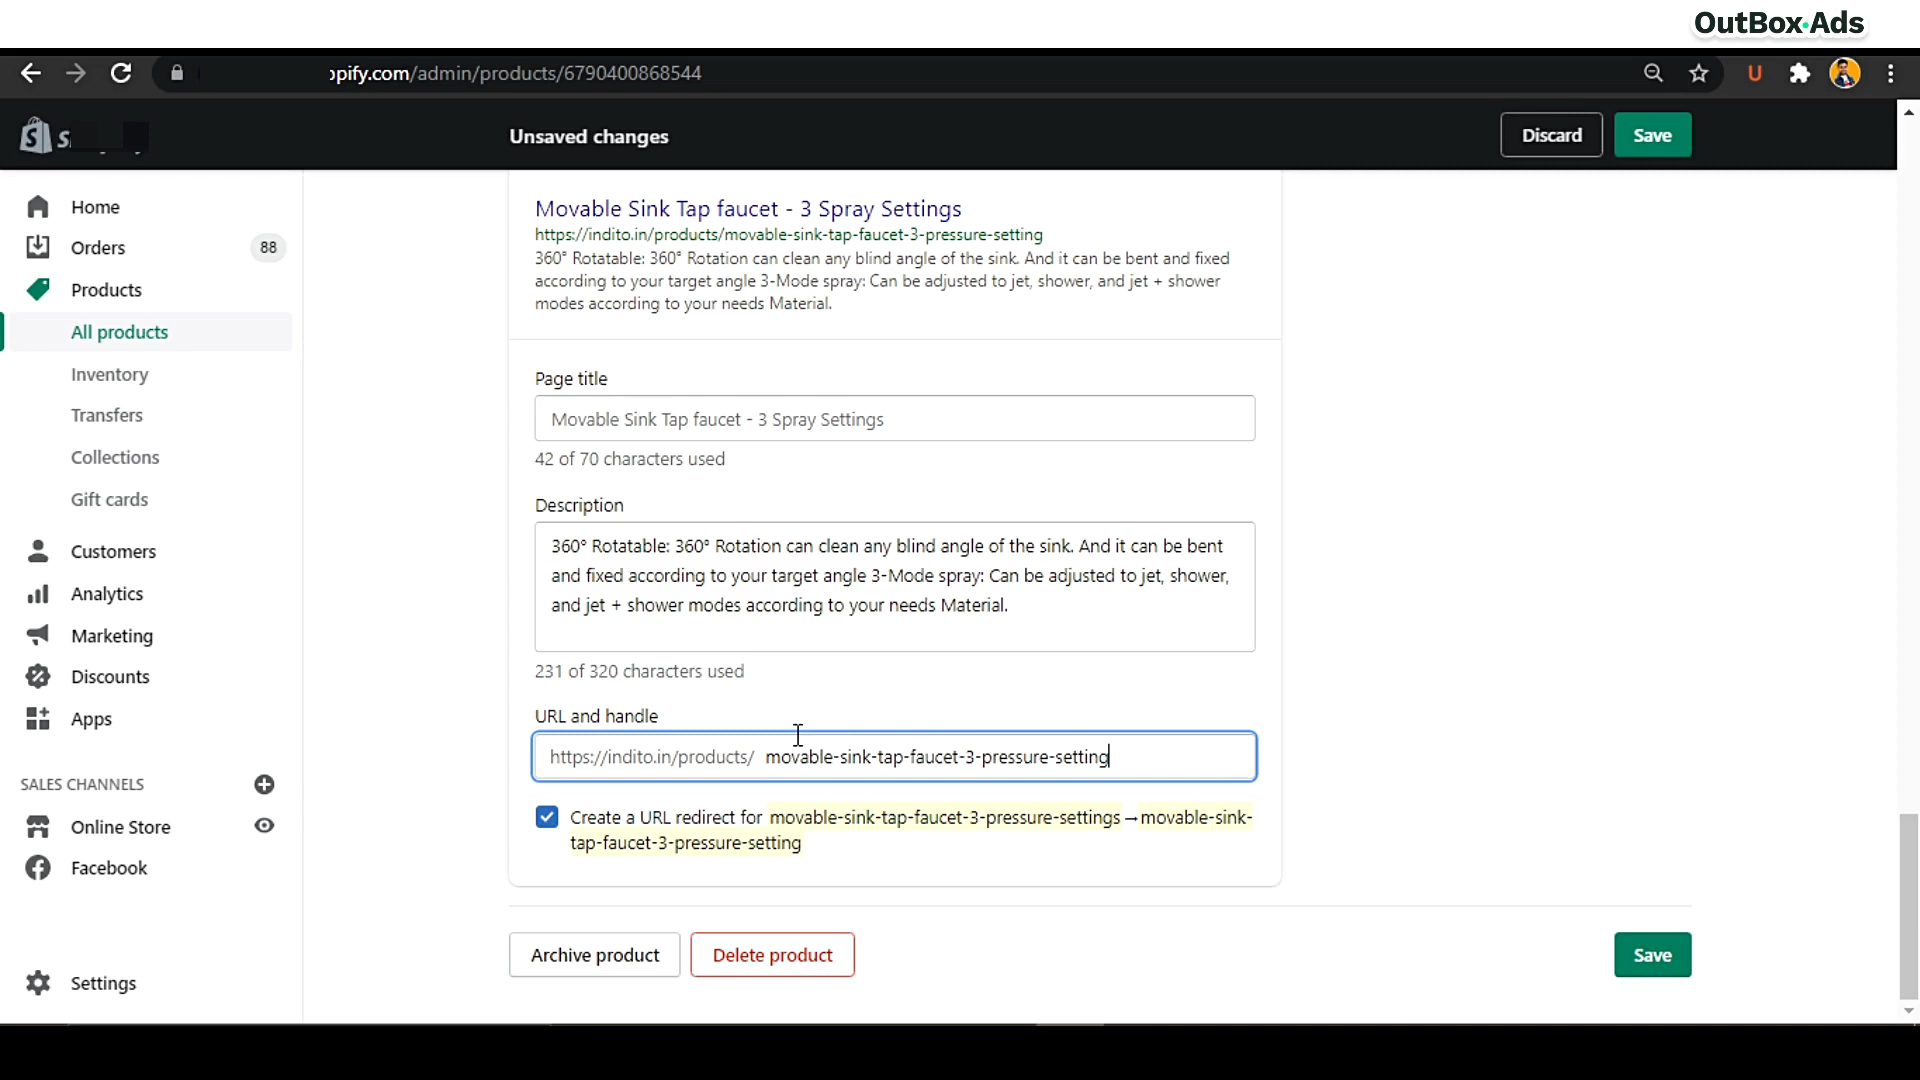 OutBox Ads
opify.com/admin/products/6790400868544
U
S
Unsaved changes
Discard
Save
Home
Orders
88
Products
All products
Inventory
Transfers
Collections
Gift cards
Customers
Analytics
Marketing
Discounts
Apps
SALES CHANNELS
Online Store
Facebook
Settings
Movable Sink Tap faucet - 3 Spray Settings
https://indito.in/products/movable-sink-tap-faucet-3-pressure-setting
360° Rotatable: 360° Rotation can clean any blind angle of the sink. And it can be bent and fixed
according to your target angle 3-Mode spray: Can be adjusted to jet, shower, and jet + shower
modes according to your needs Material.
Page title
Movable Sink Tap faucet - 3 Spray Settings
42 of 70 characters used
Description
360° Rotatable: 360° Rotation can clean any blind angle of the sink. And it can be bent
and fixed according to your target angle 3-Mode spray: Can be adjusted to jet, shower,
and jet + shower modes according to your needs Material.
231 of 320 characters used
URL and handle
https://indito.in/products/ movable-sink-tap-faucet-3-pressure-setting
Create a URL redirect for movable-sink-tap-faucet-3-pressure-settings→movable-sink-
tap-faucet-3-pressure-setting
Archive product
Delete product
Save